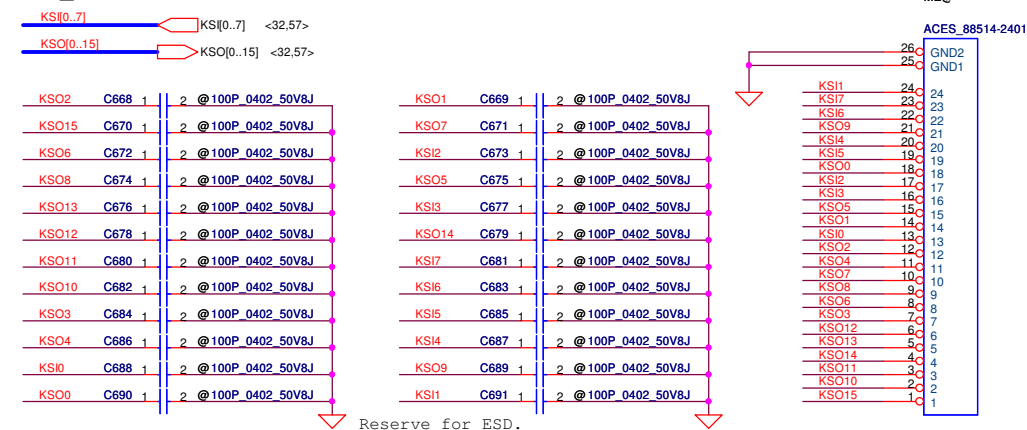 KSI[0..7] KSI[0..7] <32,57>
KSO[0..15] KSO[0..15] <32,57>
KSO2 C668 1 2 @100P_0402_50V8J
KSO15 C670 1 2 @100P_0402_50V8J
KSO6 C672 1 2 @100P_0402_50V8J
KSO8 C674 1 2 @100P_0402_50V8J
KSO13 C676 1 2 @100P_0402_50V8J
KSO12 C678 1 2 @100P_0402_50V8J
KSO11 C680 1 2 @100P_0402_50V8J
KSO10 C682 1 2 @100P_0402_50V8J
KSO3 C684 1 2 @100P_0402_50V8J
KSO4 C686 1 2 @100P_0402_50V8J
KSI0 C688 1 2 @100P_0402_50V8J
KSO0 C690 1 2 @100P_0402_50V8J
KSO1 C669 1 2 @100P_0402_50V8J
KSO7 C671 1 2 @100P_0402_50V8J
KSI2 C673 1 2 @100P_0402_50V8J
KSO5 C675 1 2 @100P_0402_50V8J
KSI3 C677 1 2 @100P_0402_50V8J
KSO14 C679 1 2 @100P_0402_50V8J
KSI7 C681 1 2 @100P_0402_50V8J
KSI6 C683 1 2 @100P_0402_50V8J
KSI5 C685 1 2 @100P_0402_50V8J
KSI4 C687 1 2 @100P_0402_50V8J
KSO9 C689 1 2 @100P_0402_50V8J
KSI1 C691 1 2 @100P_0402_50V8J
Reserve for ESD.
ACES_88514-2401
26 GND2
25 GND1
KSI1 24 24
KSI7 23 23
KSI6 22 22
KSO9 21 21
KSI4 20 20
KSI5 19 19
KSO0 18 18
KSI2 17 17
KSI3 16 16
KSO5 15 15
KSO1 14 14
KSI0 13 13
KSO2 12 12
KSO4 11 11
KSO7 10 10
KSO8 9 9
KSO6 8 8
KSO3 7 7
KSO12 6 6
KSO13 5 5
KSO14 4 4
KSO11 3 3
KSO10 2 2
KSO15 1 1